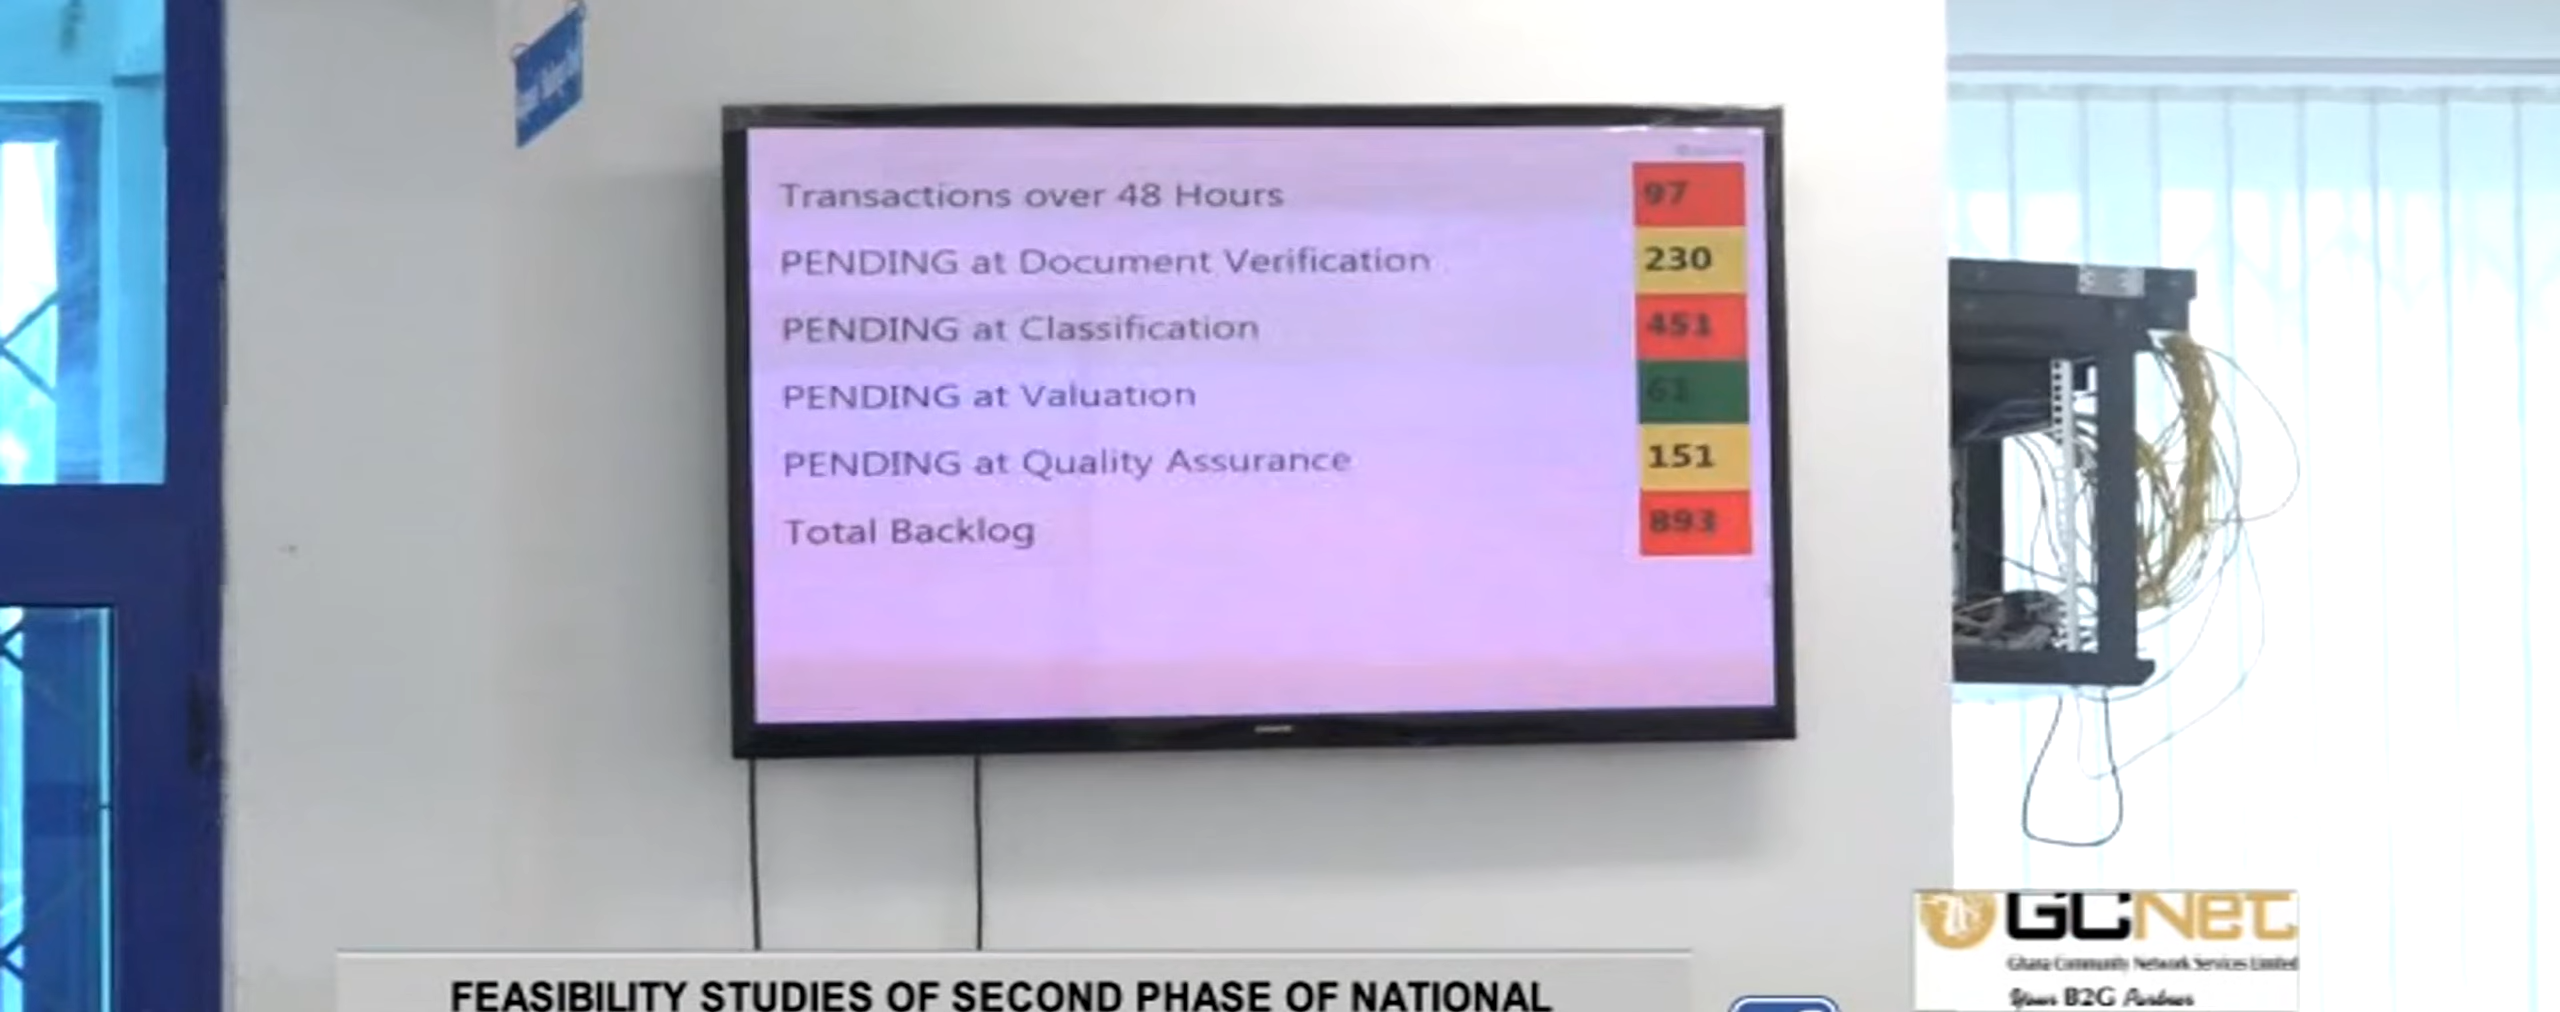 Transactions over 48 Hours 97
PENDING at Document Verification 230
PENDING at Classification 451
PENDING at Valuation 61
PENDING at Quality Assurance 151
Total Backlog 893
FEASIBILITY STUDIES OF SECOND PHASE OF NATIONAL
GCNet
Ghana Community Network Services Limited
Your B2G Partner